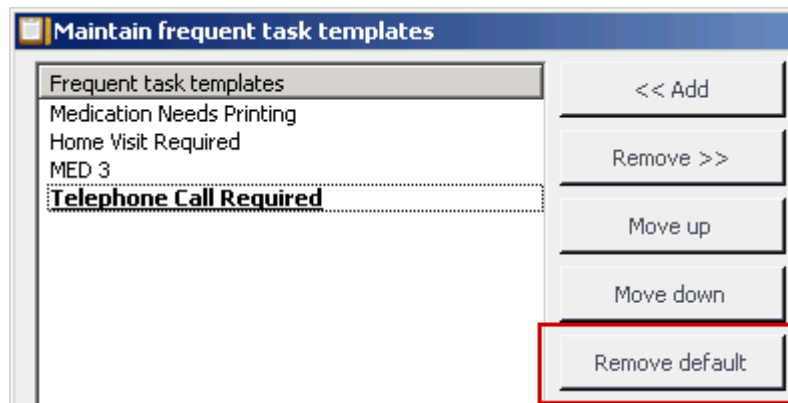 Maintain frequent task templates
Frequent task templates
Medication Needs Printing
Home Visit Required
MED 3
Telephone Call Required
<< Add
Remove >>
Move up
Move down
Remove default